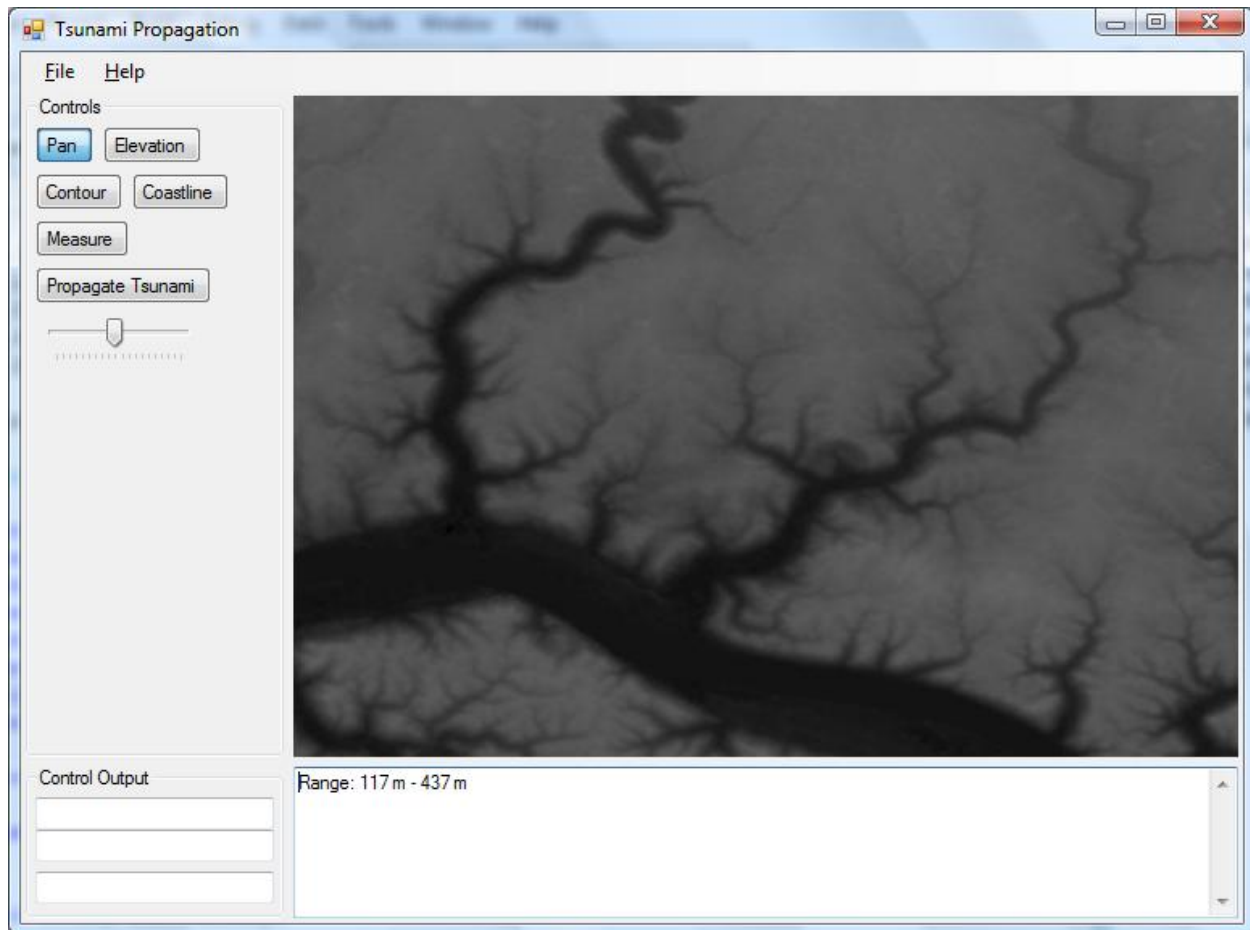 Tsunami Propagation
File Help
Controls
Pan Elevation
Contour Coastline
Measure
Propagate Tsunami
Control Output
Range: 117 m - 437 m